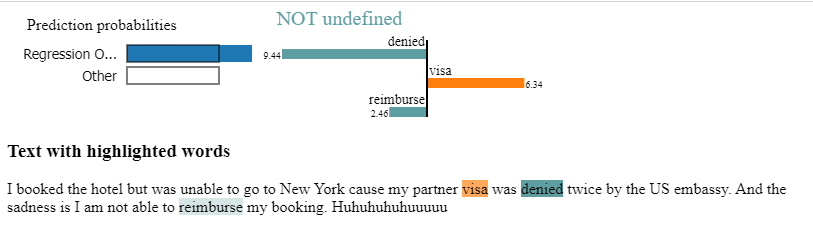 NOT undefined
Prediction probabilities
Regression O...
Other
denied
9.44
visa
6.34
reimburse
2.46
Text with highlighted words
I booked the hotel but was unable to go to New York cause my partner visa was denied twice by the US embassy. And the
sadness is I am not able to reimburse my booking. Huhuhuhuhuuuuu